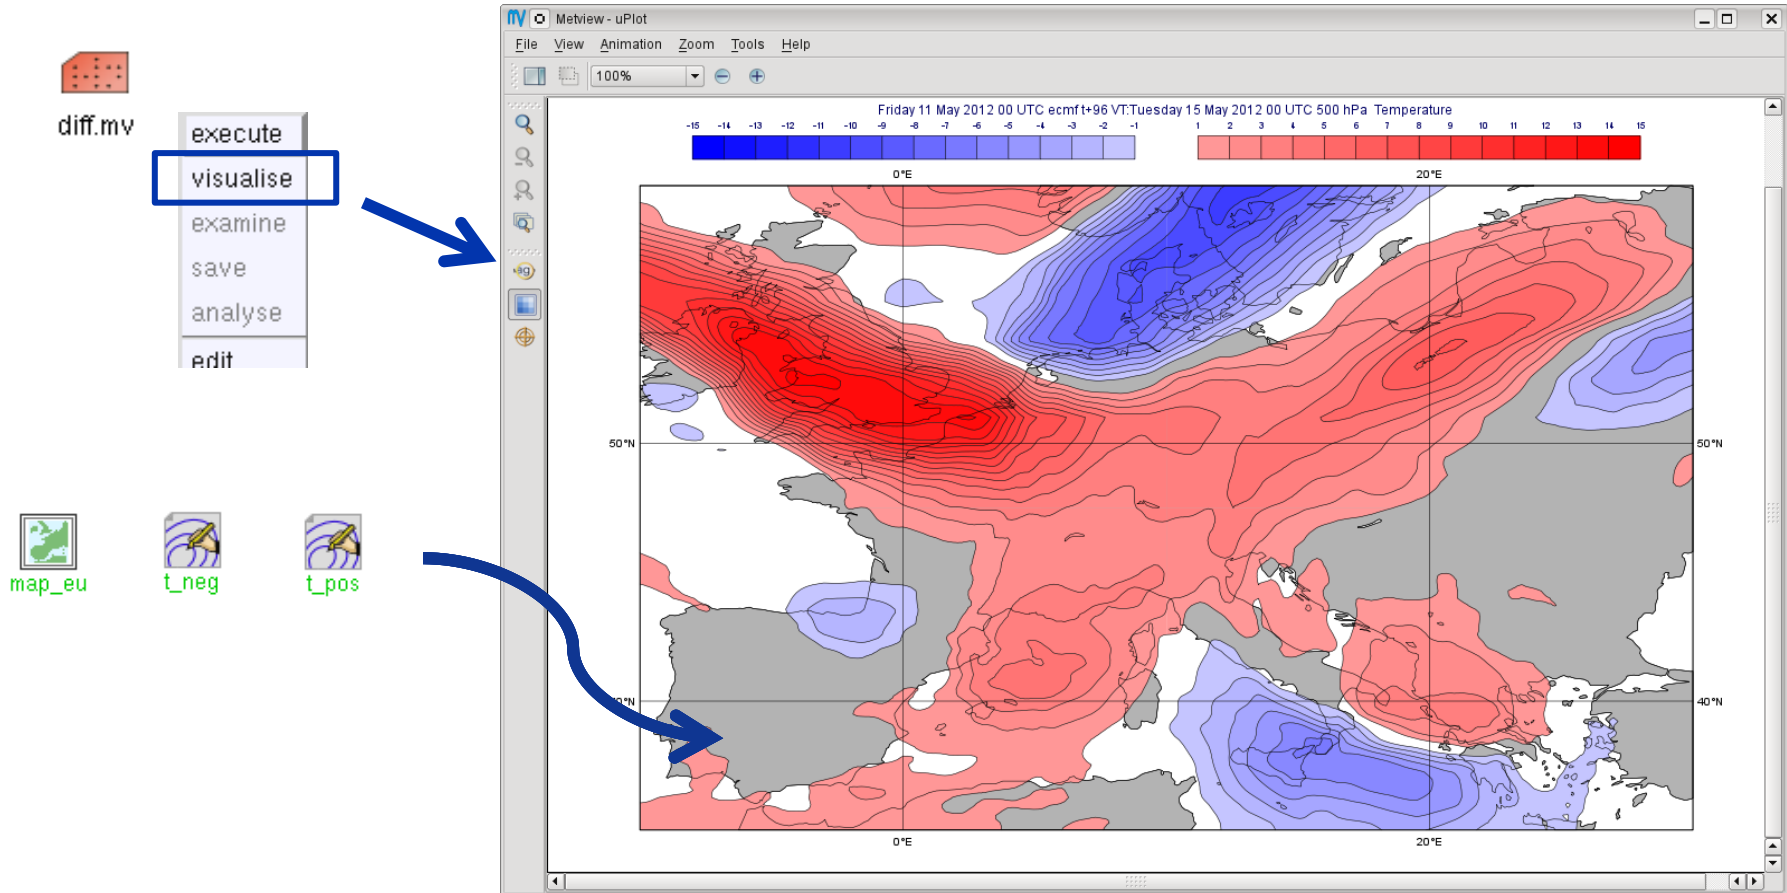 diff.mv
execute
visualise
examine
save
analyse
edit
map_eu
t_neg
t_pos
Metview - uPlot
File View Animation Zoom Tools Help
100%
ag
Friday 11 May 2012 00 UTC ecmf t+96 VT:Tuesday 15 May 2012 00 UTC 500 hPa Temperature
-15 -14 -13 -12 -11 -10 -9 -8 -7 -6 -5 -4 -3 -2 -1 1 2 3 4 5 6 7 8 9 10 11 12 13 14 15
0°E 20°E
50°N 50°N
40°N
0°E 20°E